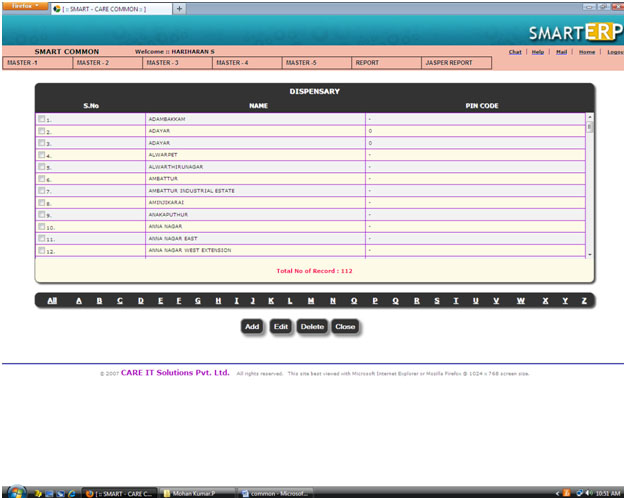 Firefox
[ :: SMART - CARE COMMON :: ] +
SMARTERP
SMART COMMON Welcome :: HARIHARAN S Chat | Help | Mail | Home | Logou
MASTER -1 MASTER - 2 MASTER - 3 MASTER - 4 MASTER -5 REPORT JASPER REPORT
DISPENSARY
S.No NAME PIN CODE
1. ADAMBAKKAM -
2. ADAYAR 0
3. ADAYAR 0
4. ALWARPET -
5. ALWARTHIRUNAGAR -
6. AMBATTUR -
7. AMBATTUR INDUSTRIAL ESTATE -
8. AMINJIKARAI -
9. ANAKAPUTHUR -
10. ANNA NAGAR -
11. ANNA NAGAR EAST -
12. ANNA NAGAR WEST EXTENSION -
Total No of Record : 112
All A B C D E F G H I J K L M N O P Q R S T U V W X Y Z
Add Edit Delete Close
© 2007 CARE IT Solutions Pvt. Ltd. All rights reserved. This site best viewed with Microsoft Internet Explorer or Mozilla Firefox @ 1024 x 768 screen size.
[ :: SMART - CARE C... Mohan Kumar.P common - Microsof... 10:51 AM